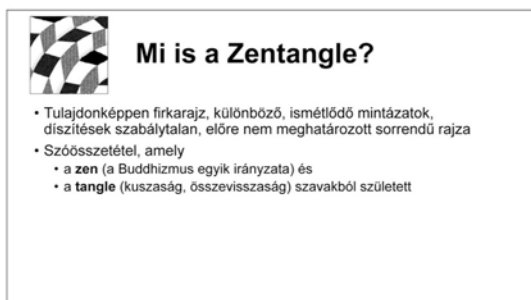 Mi is a Zentangle?
• Tulajdonképpen firkarajz, különböző, ismétlődő mintázatok,
díszítések szabálytalan, előre nem meghatározott sorrendű rajza
• Szóösszetétel, amely
• a zen (a Buddhizmus egyik irányzata) és
• a tangle (kuszaság, összevisszaság) szavakból született